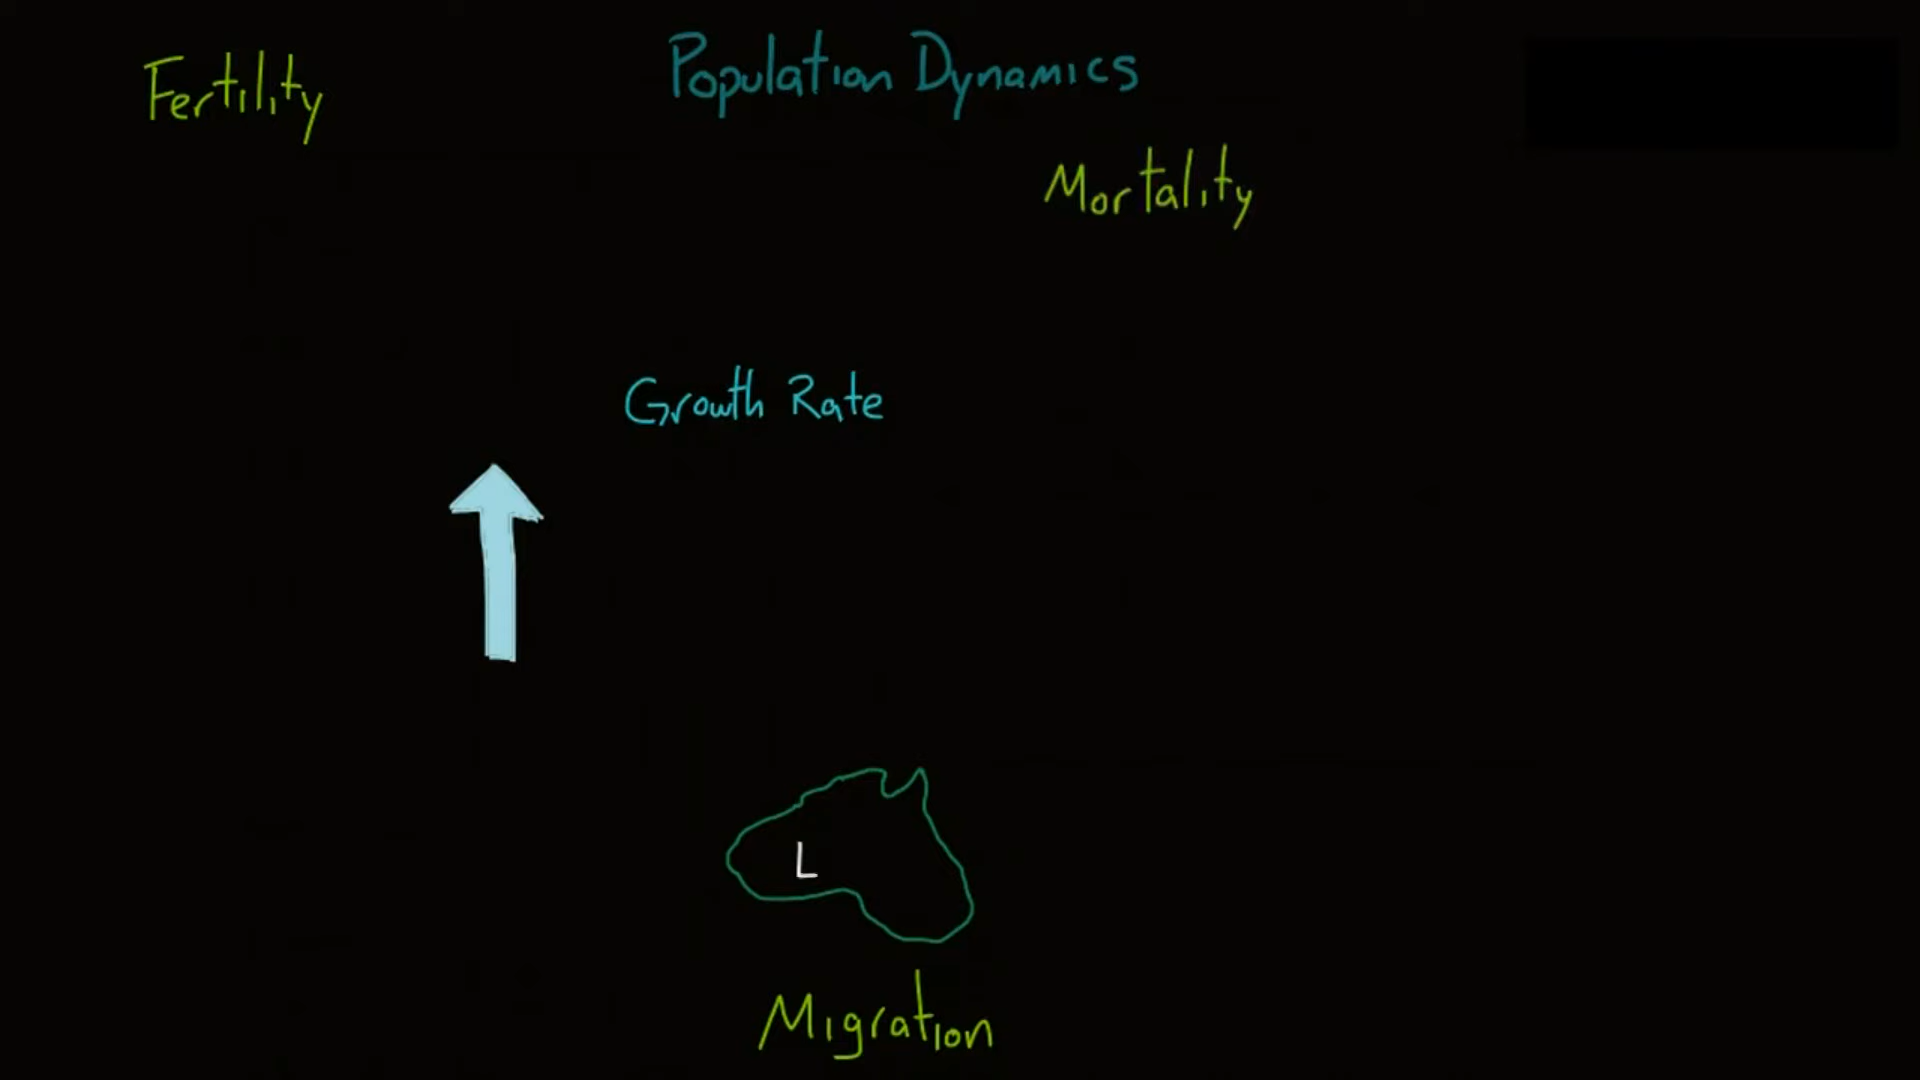 Population Dynamics
Fertility
Mortality
Growth Rate
L
Migration